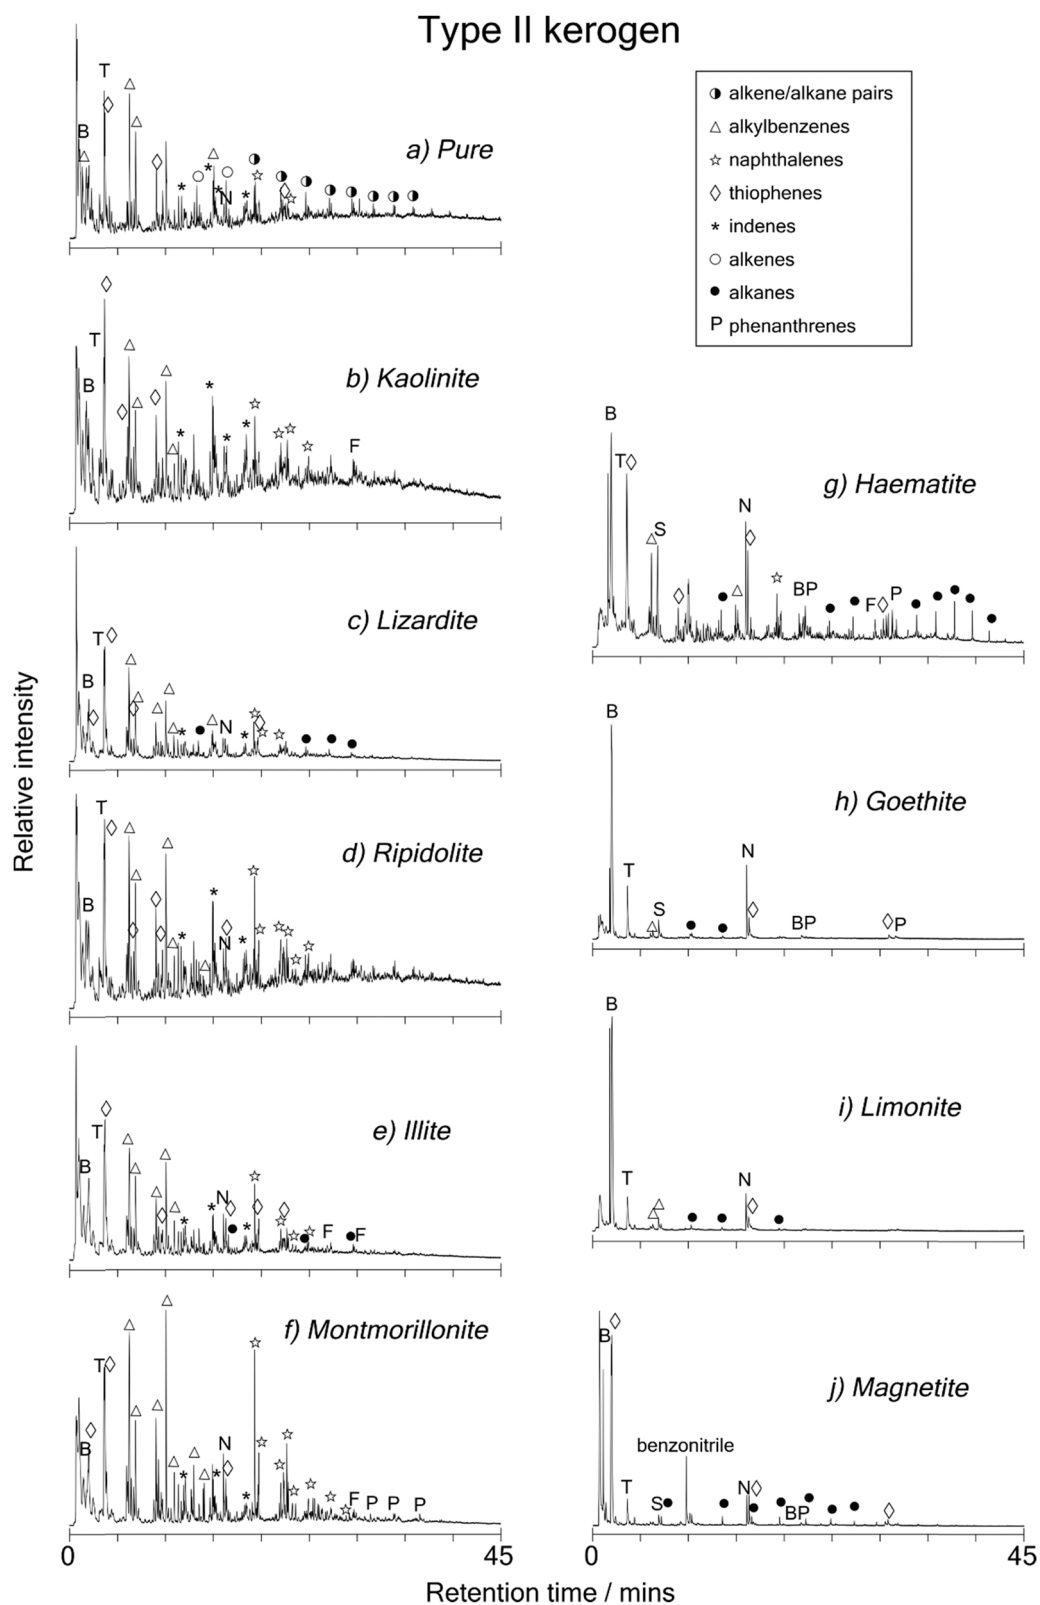 Type II kerogen
alkene/alkane pairs
alkylbenzenes
naphthalenes
thiophenes
* indenes
alkenes
alkanes
P phenanthrenes
a) Pure
B
T
*
*
*
N
*
b) Kaolinite
B
T
*
*
*
*
F
c) Lizardite
B
T
*
N
*
d) Ripidolite
B
T
*
*
N
*
e) Illite
B
T
*
*
N
*
F
F
f) Montmorillonite
B
T
*
*
N
*
F
P
P
P
g) Haematite
B
T
S
N
BP
F
P
h) Goethite
B
T
S
N
BP
P
i) Limonite
B
T
N
j) Magnetite
B
T
S
benzonitrile
N
BP
Relative intensity
0
45
0
45
Retention time / mins